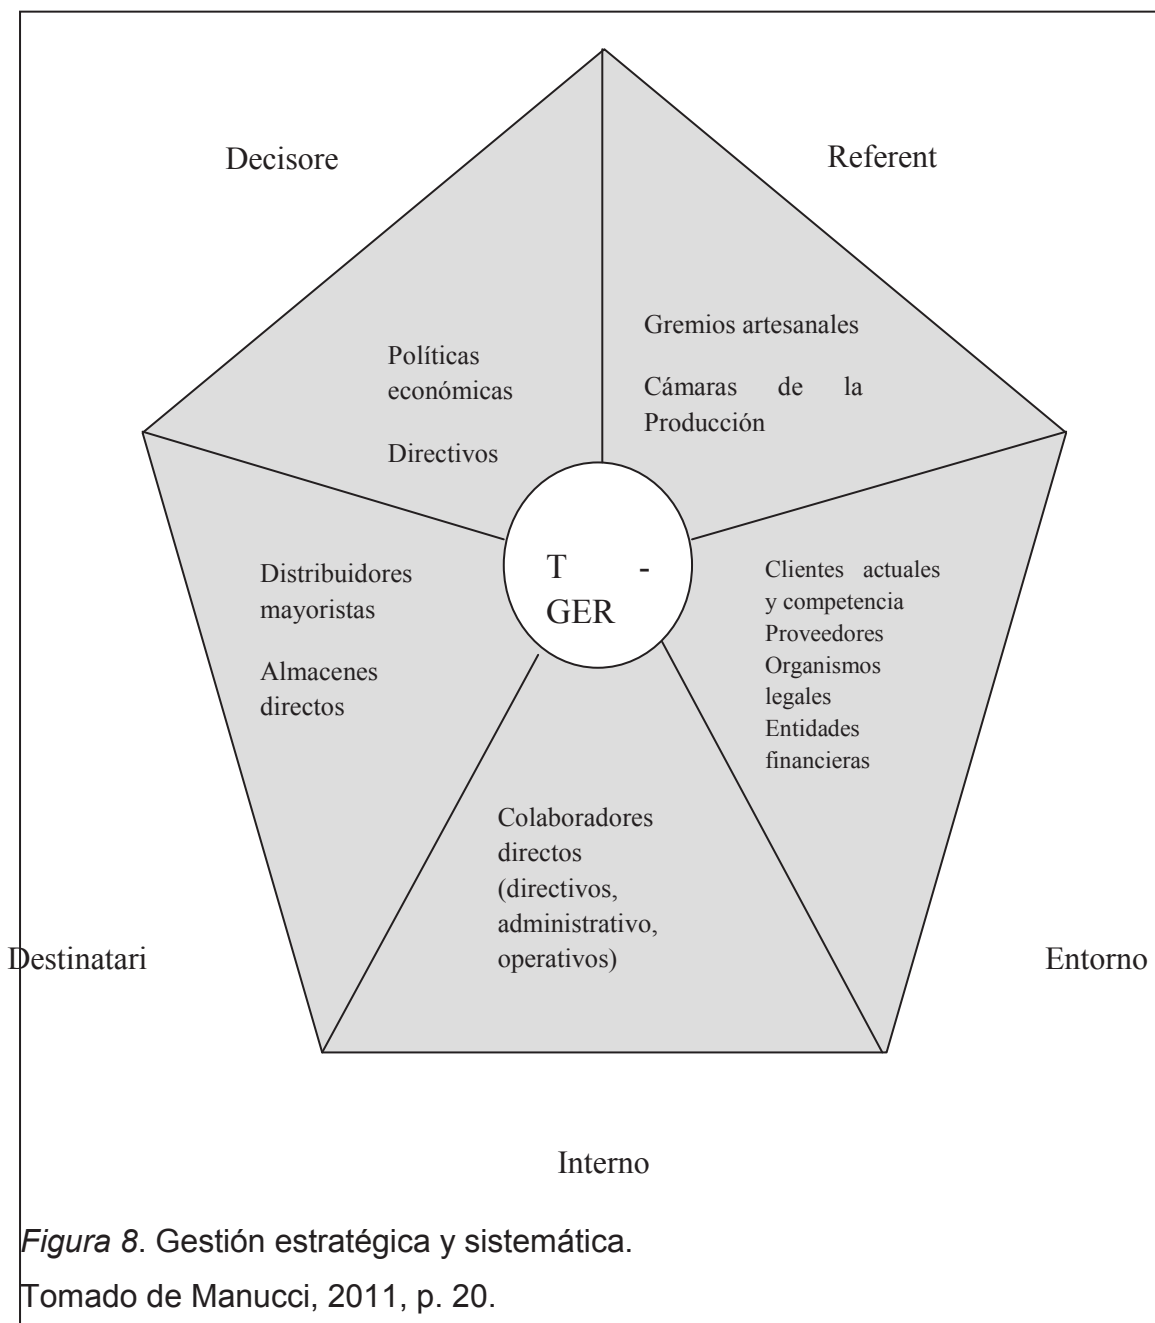 Decisore
Referent
Políticas
económicas
Directivos
Gremios artesanales
Cámaras de la
Producción
Distribuidores
mayoristas
Almacenes
directos
T -
GER
Clientes actuales
y competencia
Proveedores
Organismos
legales
Entidades
financieras
Colaboradores
directos
(directivos,
administrativo,
operativos)
Destinatari
Entorno
Interno
Figura 8. Gestión estratégica y sistemática.
Tomado de Manucci, 2011, p. 20.